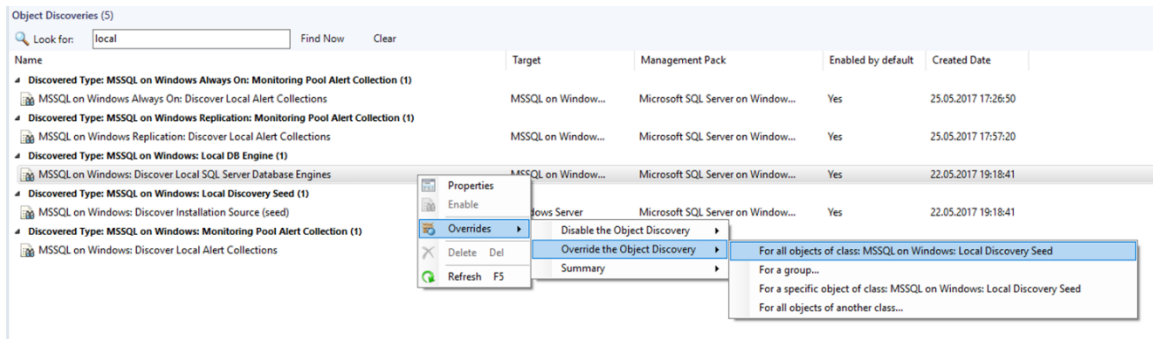 Object Discoveries (5)
Look for: local Find Now Clear
Name Target Management Pack Enabled by default Created Date
Discovered Type: MSSQL on Windows Always On: Monitoring Pool Alert Collection (1)
MSSQL on Windows Always On: Discover Local Alert Collections MSSQL on Window... Microsoft SQL Server on Window... Yes 25.05.2017 17:26:50
Discovered Type: MSSQL on Windows Replication: Monitoring Pool Alert Collection (1)
MSSQL on Windows Replication: Discover Local Alert Collections MSSQL on Window... Microsoft SQL Server on Window... Yes 25.05.2017 17:57:20
Discovered Type: MSSQL on Windows: Local DB Engine (1)
MSSQL on Windows: Discover Local SQL Server Database Engines MSSQL on Window... Microsoft SQL Server on Window... Yes 22.05.2017 19:18:41
Discovered Type: MSSQL on Windows: Local Discovery Seed (1)
MSSQL on Windows: Discover Installation Source (seed) dows Server Microsoft SQL Server on Window... Yes 22.05.2017 19:18:41
Discovered Type: MSSQL on Windows: Monitoring Pool Alert Collection (1)
MSSQL on Windows: Discover Local Alert Collections
Properties
Enable
Overrides
Delete Del
Refresh F5
Disable the Object Discovery
Override the Object Discovery
Summary
For all objects of class: MSSQL on Windows: Local Discovery Seed
For a group...
For a specific object of class: MSSQL on Windows: Local Discovery Seed
For all objects of another class...